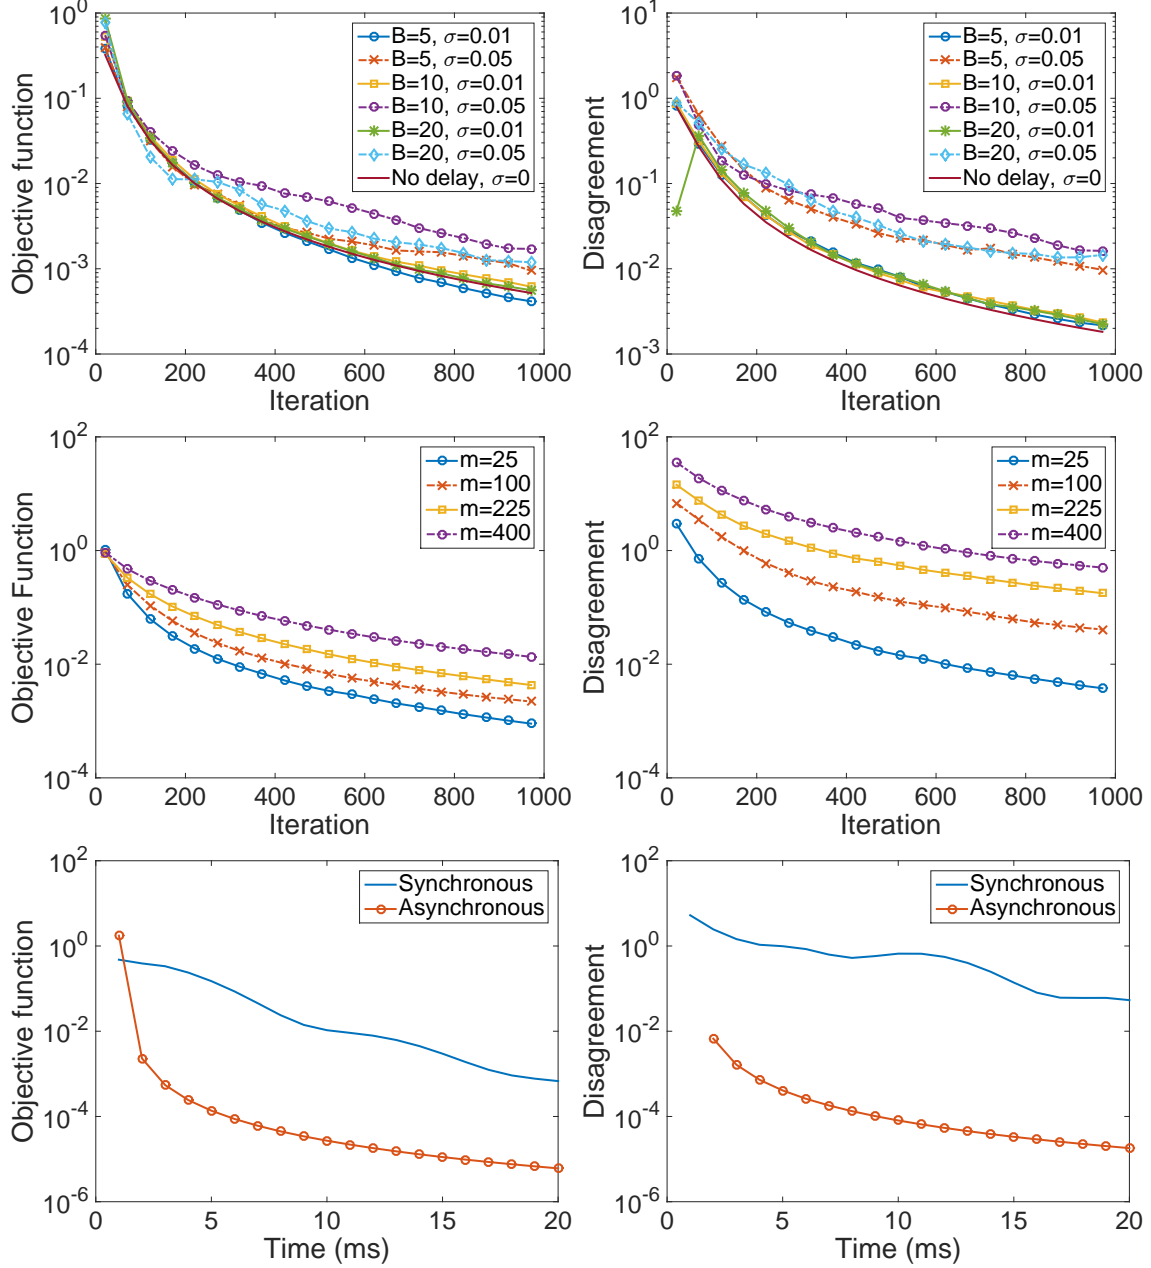 Objective function
10^0
10^-1
10^-2
10^-3
10^-4
0 200 400 600 800 1000
Iteration
B=5, σ=0.01
B=5, σ=0.05
B=10, σ=0.01
B=10, σ=0.05
B=20, σ=0.01
B=20, σ=0.05
No delay, σ=0
Disagreement
10^1
10^0
10^-1
10^-2
10^-3
0 200 400 600 800 1000
Iteration
B=5, σ=0.01
B=5, σ=0.05
B=10, σ=0.01
B=10, σ=0.05
B=20, σ=0.01
B=20, σ=0.05
No delay, σ=0
Objective Function
10^2
10^0
10^-2
10^-4
0 200 400 600 800 1000
Iteration
m=25
m=100
m=225
m=400
Disagreement
10^2
10^0
10^-2
10^-4
0 200 400 600 800 1000
Iteration
m=25
m=100
m=225
m=400
Objective function
10^2
10^0
10^-2
10^-4
10^-6
0 5 10 15 20
Time (ms)
Synchronous
Asynchronous
Disagreement
10^2
10^0
10^-2
10^-4
10^-6
0 5 10 15 20
Time (ms)
Synchronous
Asynchronous